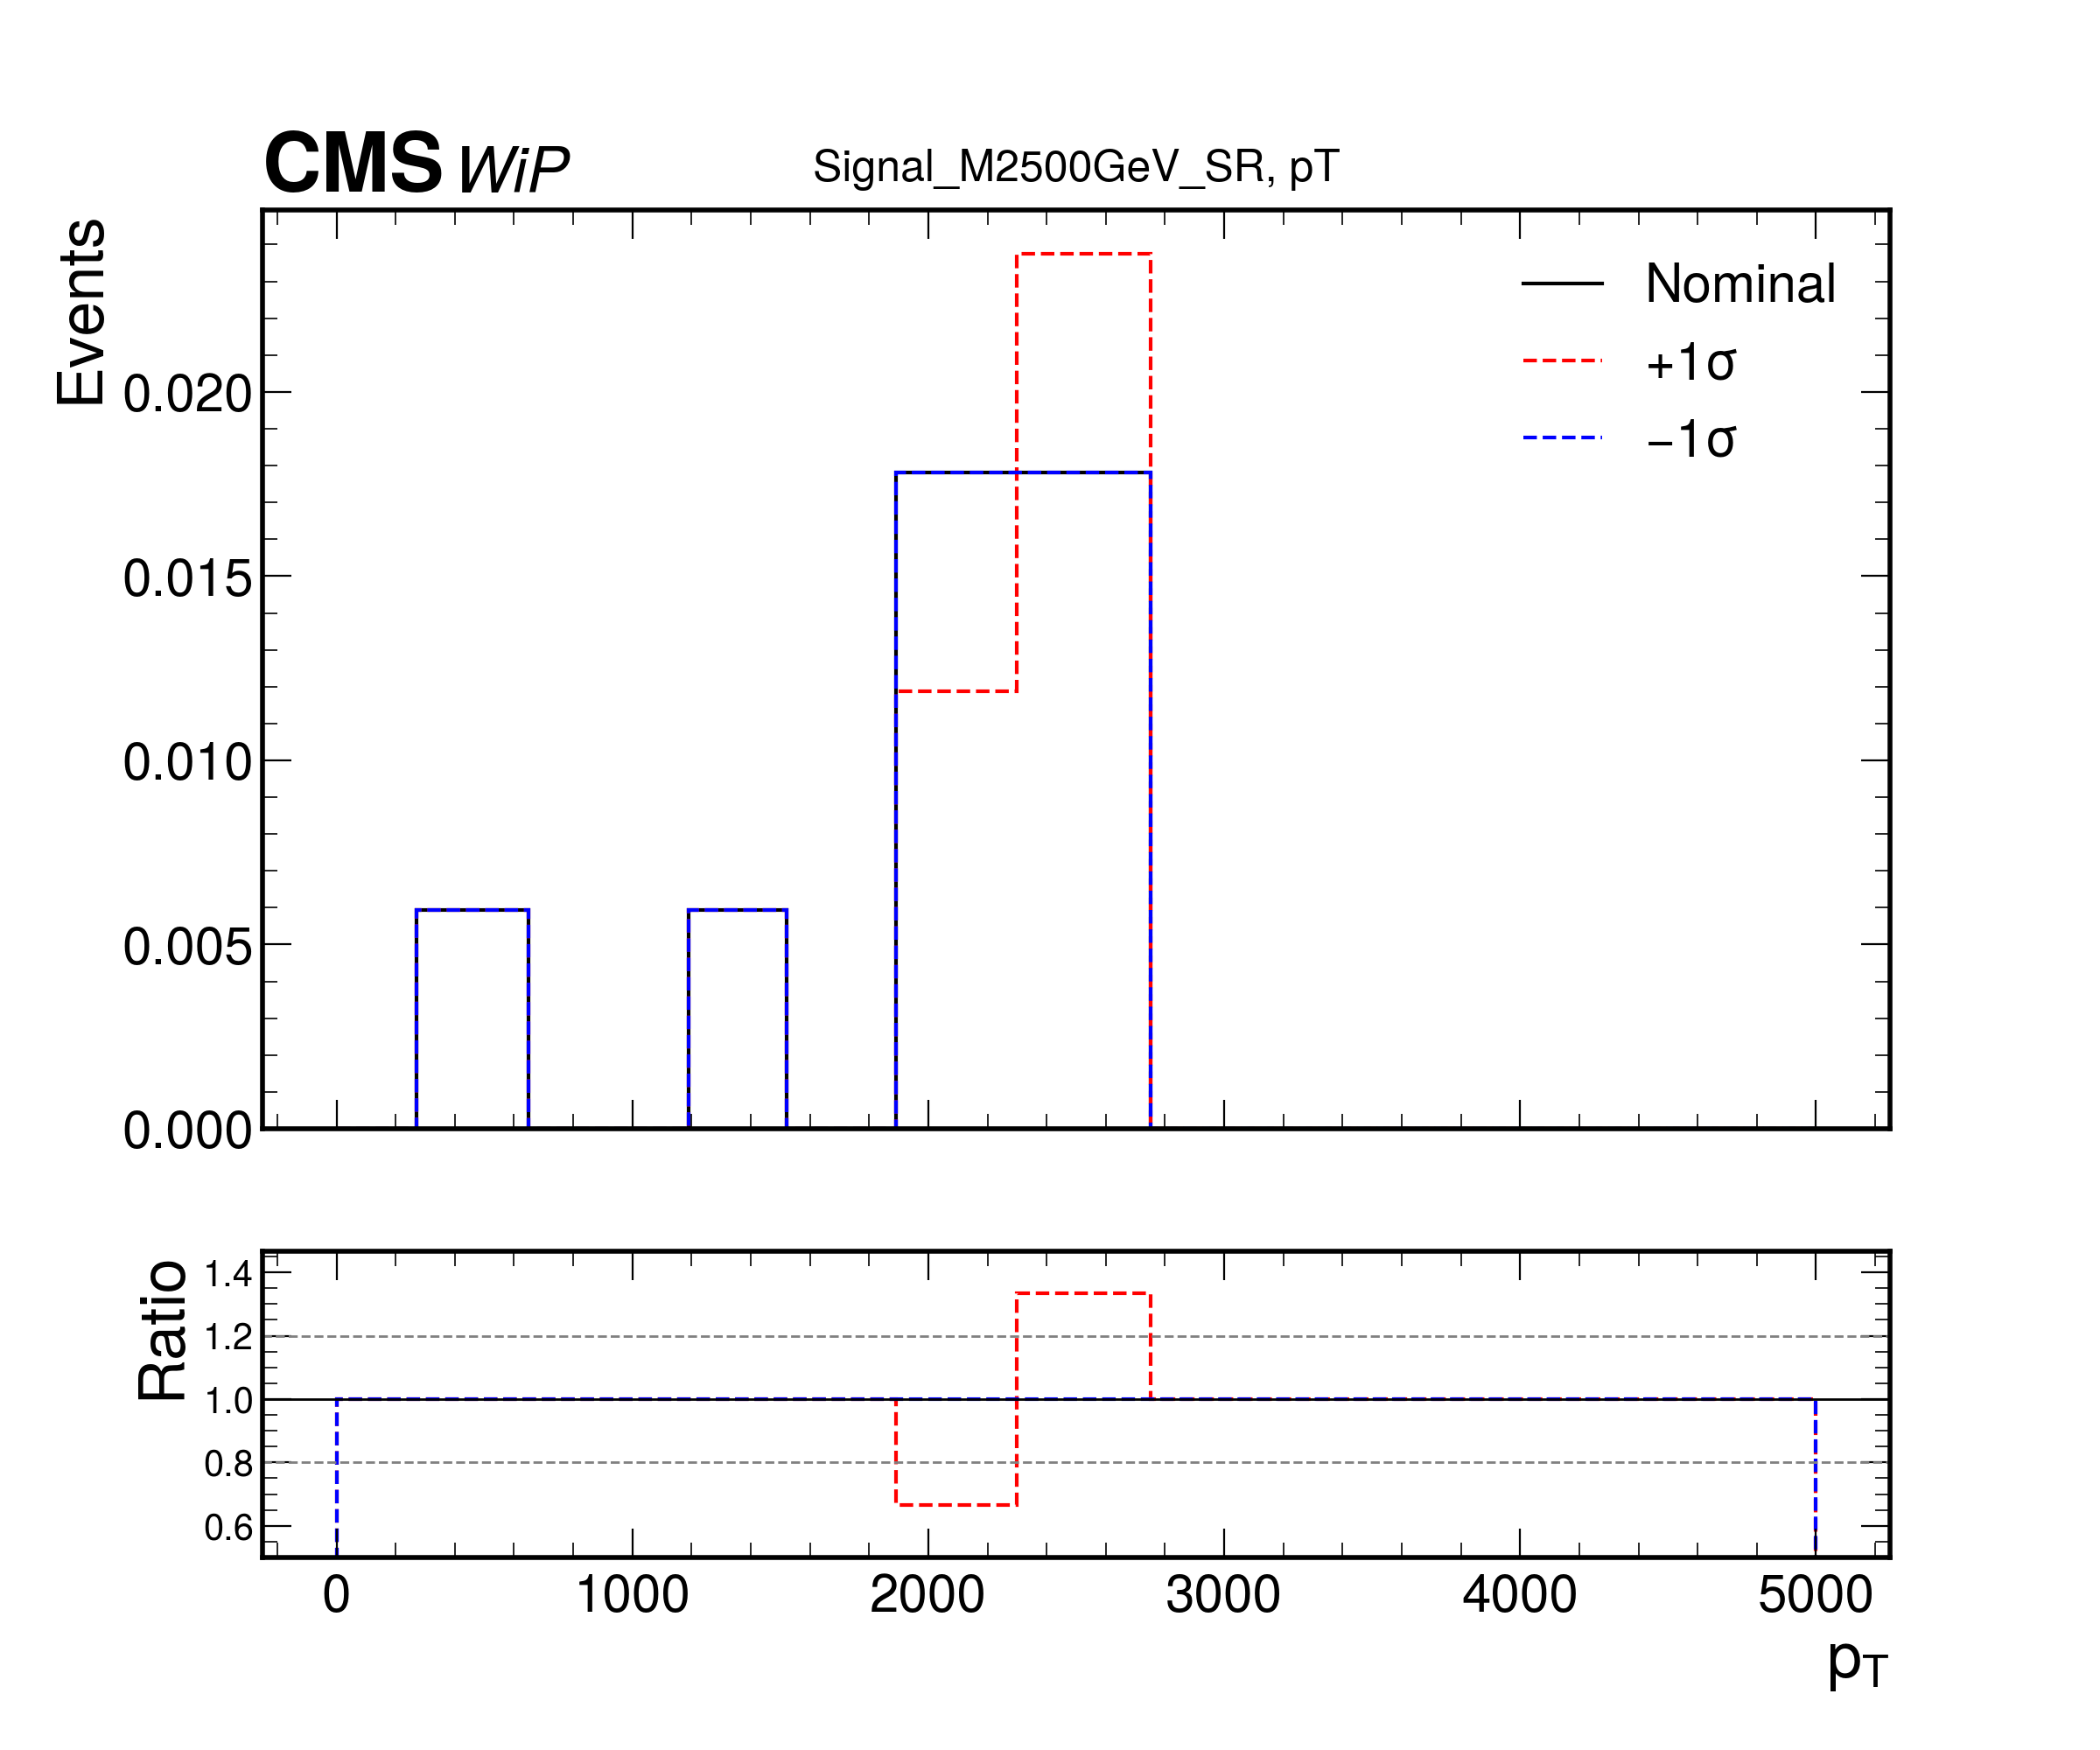 CMS WiP
Signal_M2500GeV_SR, pT
Events
0.020
0.015
0.010
0.005
0.000
Nominal
+1σ
−1σ
Ratio
1.4
1.2
1.0
0.8
0.6
0 1000 2000 3000 4000 5000
pT